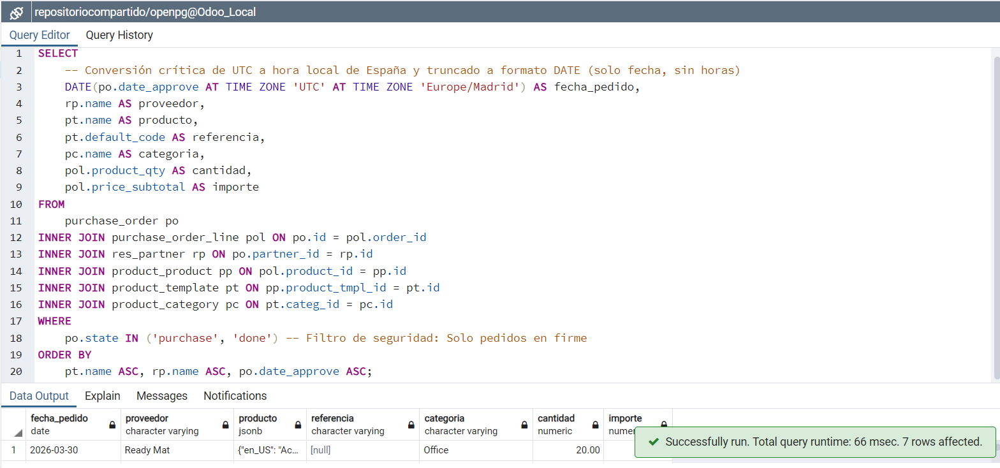 repositoriocompartido/openpg@Odoo_Local
Query Editor Query History
1 SELECT
2 -- Conversión crítica de UTC a hora local de España y truncado a formato DATE (solo fecha, sin horas)
3 DATE(po.date_approve AT TIME ZONE 'UTC' AT TIME ZONE 'Europe/Madrid') AS fecha_pedido,
4 rp.name AS proveedor,
5 pt.name AS producto,
6 pt.default_code AS referencia,
7 pc.name AS categoria,
8 pol.product_qty AS cantidad,
9 pol.price_subtotal AS importe
10 FROM
11 purchase_order po
12 INNER JOIN purchase_order_line pol ON po.id = pol.order_id
13 INNER JOIN res_partner rp ON po.partner_id = rp.id
14 INNER JOIN product_product pp ON pol.product_id = pp.id
15 INNER JOIN product_template pt ON pp.product_tmpl_id = pt.id
16 INNER JOIN product_category pc ON pt.categ_id = pc.id
17 WHERE
18 po.state IN ('purchase', 'done') -- Filtro de seguridad: Solo pedidos en firme
19 ORDER BY
20 pt.name ASC, rp.name ASC, po.date_approve ASC;
Data Output Explain Messages Notifications
fecha_pedido proveedor producto referencia categoria cantidad importe
date character varying jsonb character varying character varying numeric
Successfully run. Total query runtime: 66 msec. 7 rows affected.
1 2026-03-30 Ready Mat {"en_US": "Ac... [null] Office 20.00